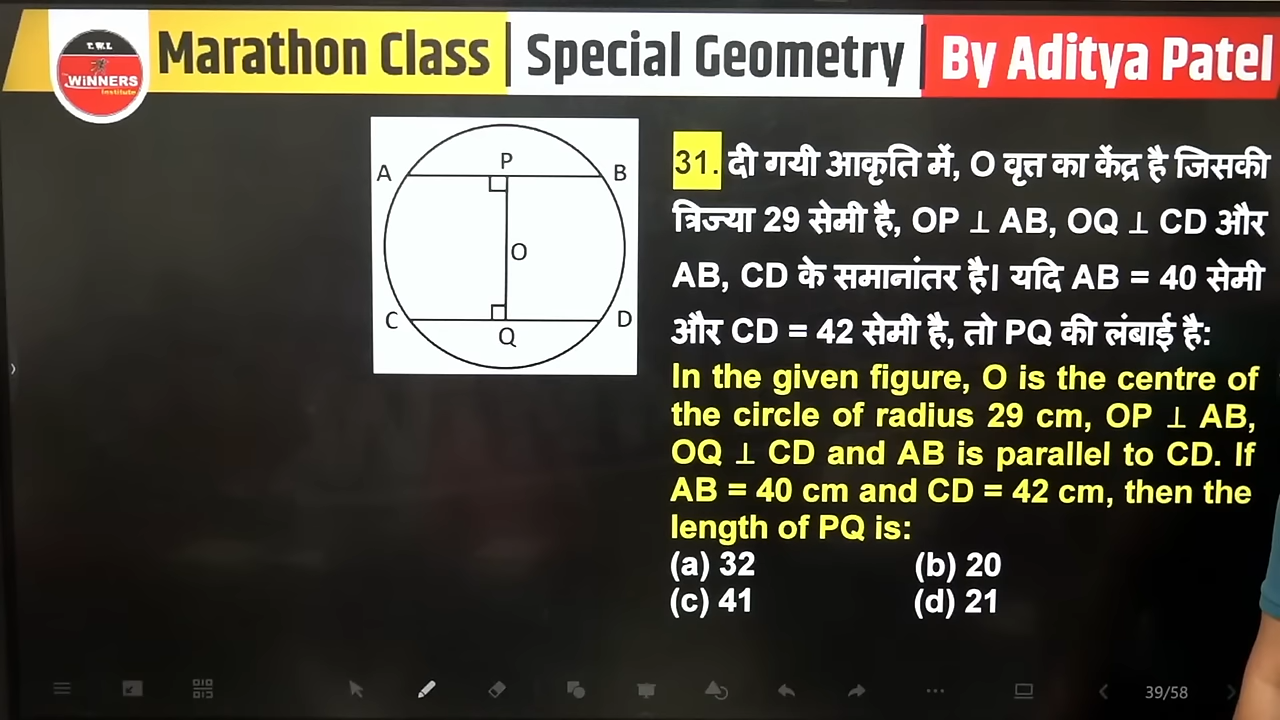 T.W.I.
The WINNERS
Institute
Marathon Class | Special Geometry | By Aditya Patel
A P B
O
C Q D
31. दी गयी आकृति में, O वृत्त का केंद्र है जिसकी
त्रिज्या 29 सेमी है, OP ⊥ AB, OQ ⊥ CD और
AB, CD के समानांतर है। यदि AB = 40 सेमी
और CD = 42 सेमी है, तो PQ की लंबाई है:
In the given figure, O is the centre of
the circle of radius 29 cm, OP ⊥ AB,
OQ ⊥ CD and AB is parallel to CD. If
AB = 40 cm and CD = 42 cm, then the
length of PQ is:
(a) 32 (b) 20
(c) 41 (d) 21
39/58